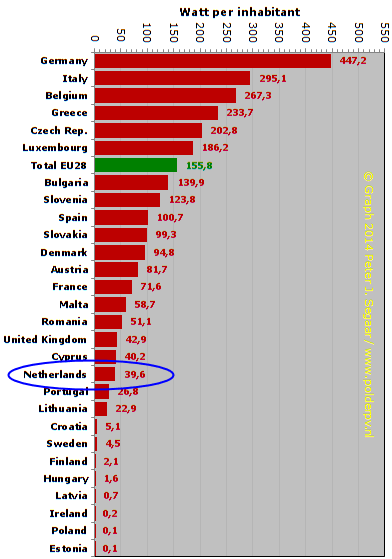 Watt per inhabitant
0 50 100 150 200 250 300 350 400 450 500 550
Germany 447,2
Italy 295,1
Belgium 267,3
Greece 233,7
Czech Rep. 202,8
Luxembourg 186,2
Total EU28 155,8
Bulgaria 139,9
Slovenia 123,8
Spain 100,7
Slovakia 99,3
Denmark 94,8
Austria 81,7
France 71,6
Malta 58,7
Romania 51,1
United Kingdom 42,9
Cyprus 40,2
Netherlands 39,6
Portugal 26,8
Lithuania 22,9
Croatia 5,1
Sweden 4,5
Finland 2,1
Hungary 1,6
Latvia 0,7
Ireland 0,2
Poland 0,1
Estonia 0,1
© Graph 2014 Peter J. Segaar / www.polderpv.nl